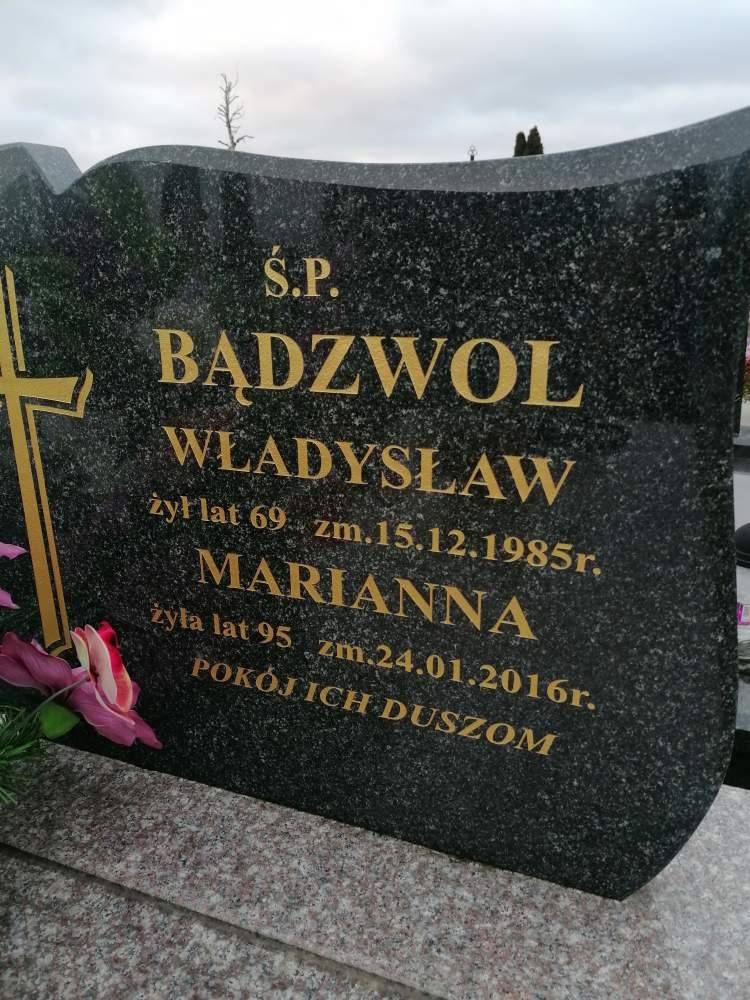 Ś.P.
BĄDZWOL
WŁADYSŁAW
żył lat 69 zm.15.12.1985r.
MARIANNA
żyła lat 95 zm.24.01.2016r.
POKÓJ ICH DUSZOM